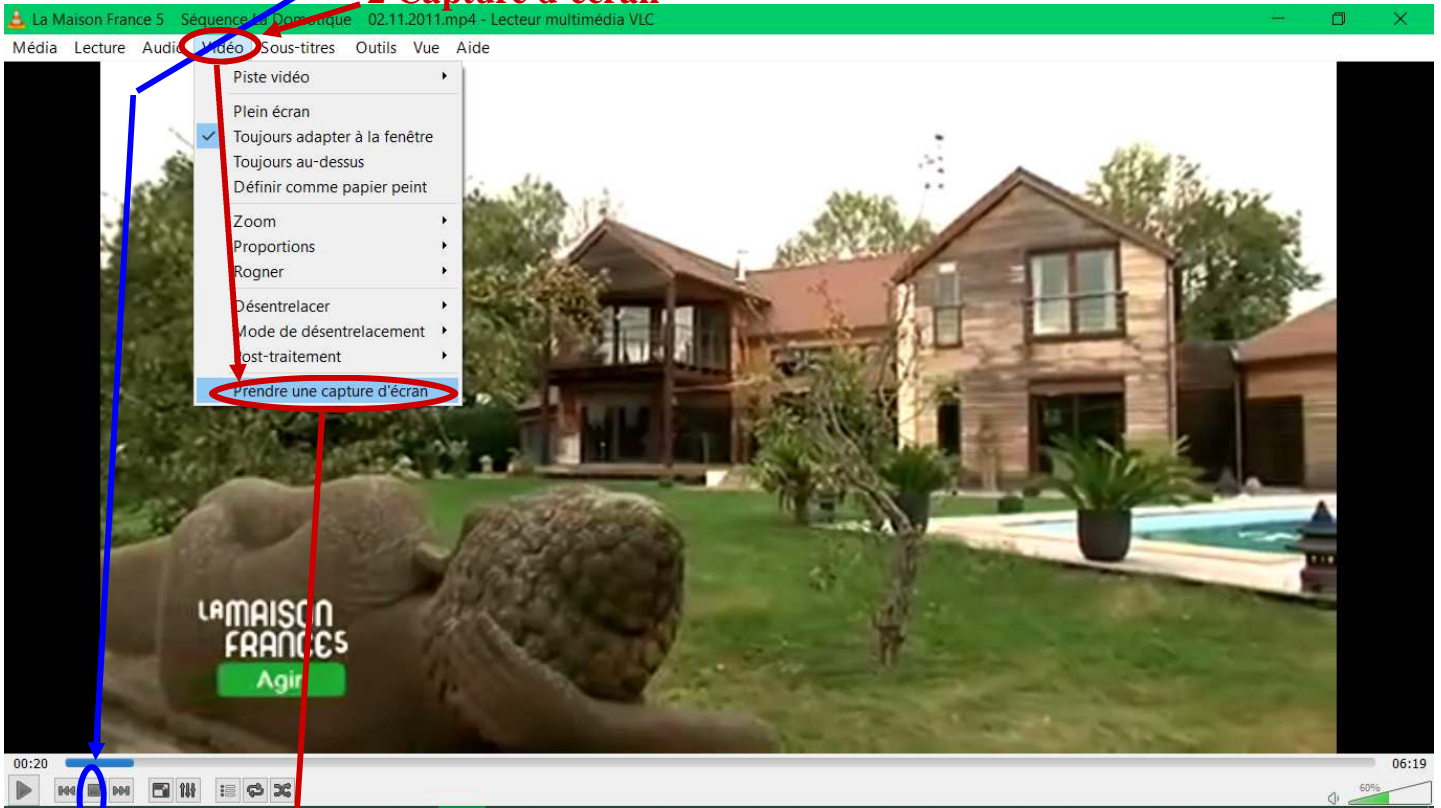 2 Capture d'écran
La Maison France 5 Séquence La Domotique 02.11.2011.mp4 - Lecteur multimédia VLC
Média Lecture Audio Vidéo Sous-titres Outils Vue Aide
Piste vidéo
Plein écran
Toujours adapter à la fenêtre
Toujours au-dessus
Définir comme papier peint
Zoom
Proportions
Rogner
Désentrelacer
Mode de désentrelacement
Post-traitement
Prendre une capture d'écran
LA MAISON
FRANCE 5
Agir
00:20 06:19
60%